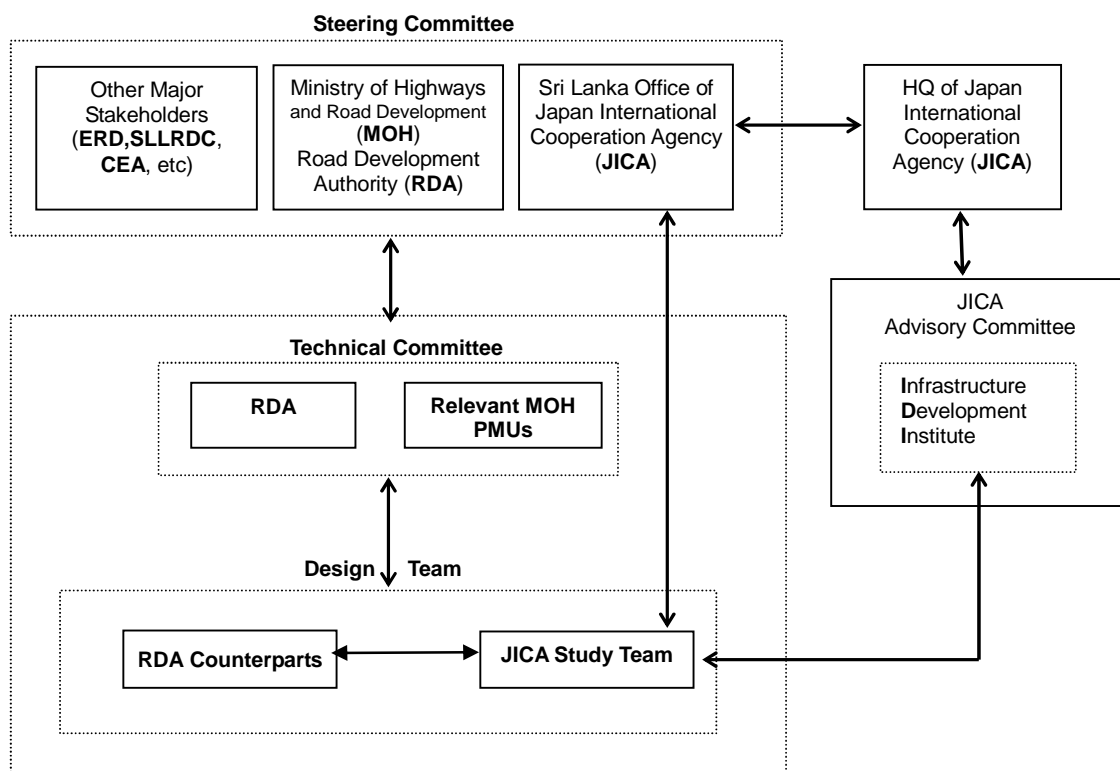 Steering Committee
Other Major
Stakeholders
(ERD,SLLRDC,
CEA, etc)
Ministry of Highways
and Road Development
(MOH)
Road Development
Authority (RDA)
Sri Lanka Office of
Japan International
Cooperation Agency
(JICA)
HQ of Japan
International
Cooperation
Agency (JICA)
JICA
Advisory Committee
Infrastructure
Development
Institute
Technical Committee
RDA
Relevant MOH
PMUs
Design Team
RDA Counterparts
JICA Study Team